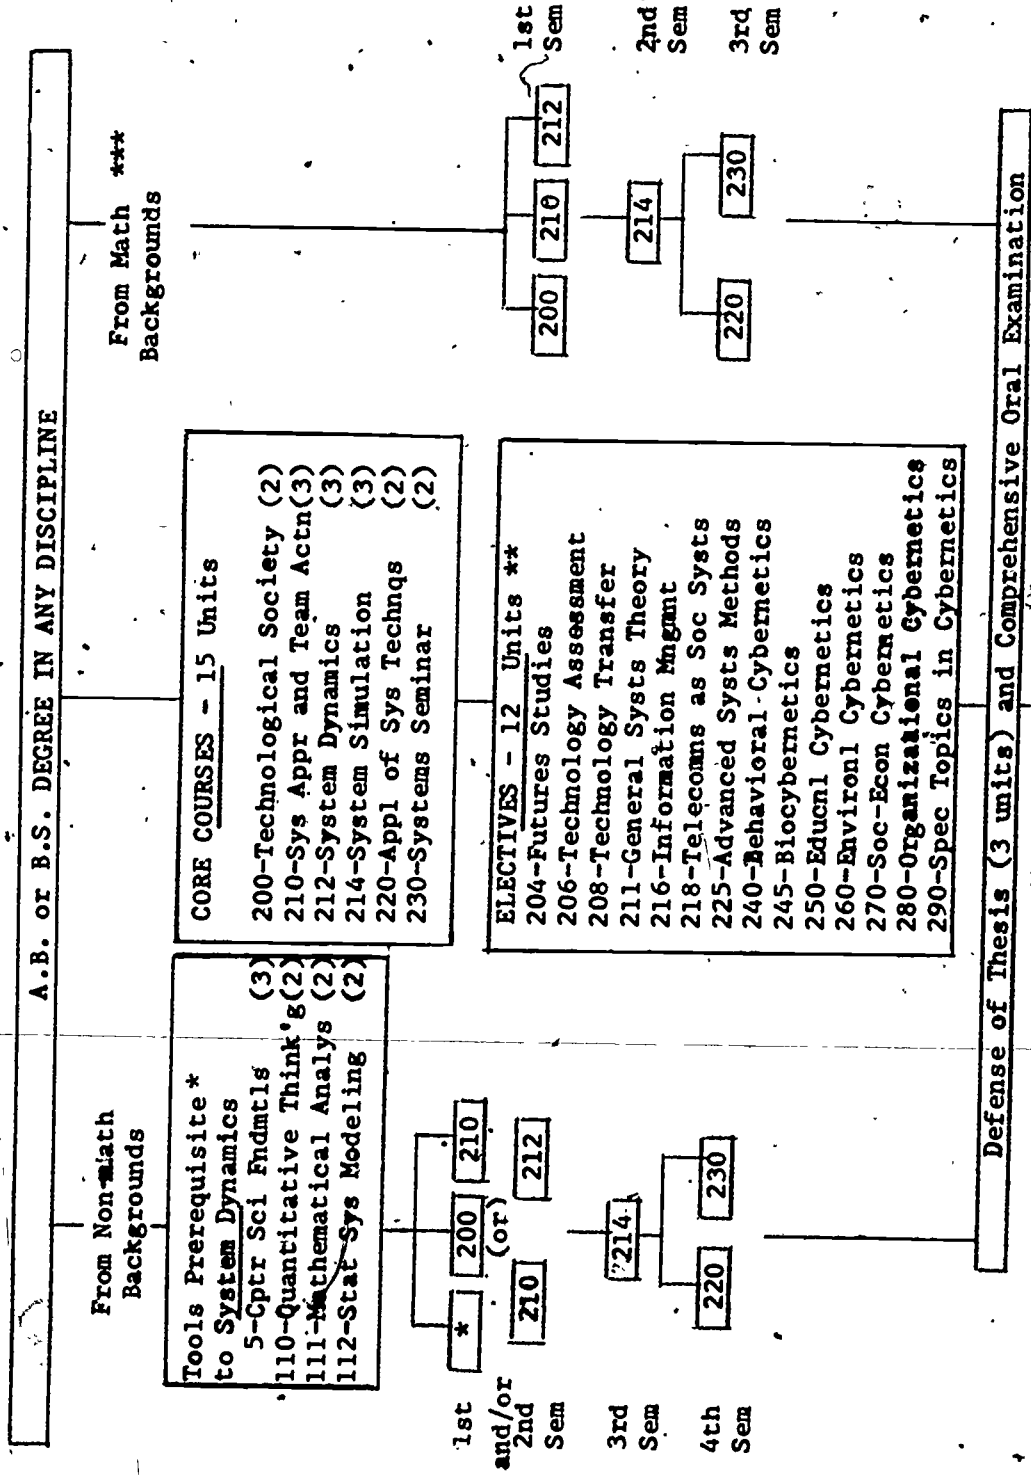 A.B. or B.S. DEGREE IN ANY DISCIPLINE
From Non-math
Backgrounds
Tools Prerequisite *
to System Dynamics
5-Cptr Sci Fndmtls (3)
110-Quantitative Think'g(2)
111-Mathematical Analys (2)
112-Stat Sys Modeling (2)
1st
and/or
2nd
Sem
* 200 210
(or)
210 212
3rd
Sem
214
4th
Sem
220 230
CORE COURSES - 15 Units
200-Technological Society (2)
210-Sys Appr and Team Actn(3)
212-System Dynamics (3)
214-System Simulation (3)
220-Appl of Sys Technqs (2)
230-Systems Seminar (2)
ELECTIVES - 12 Units **
204-Futures Studies
206-Technology Assessment
208-Technology Transfer
211-General Systs Theory
216-Information Mngmnt
218-Telecomms as Soc Systs
225-Advanced Systs Methods
240-Behavioral Cybernetics
245-Biocybernetics
250-Educnl Cybernetics
260-Environl Cybernetics
270-Soc-Econ Cybernetics
280-Organizational Cybernetics
290-Spec Topics in Cybernetics
From Math ***
Backgrounds
200 210 212
1st
Sem
214
2nd
Sem
220 230
3rd
Sem
Defense of Thesis (3 units) and Comprehensive Oral Examination